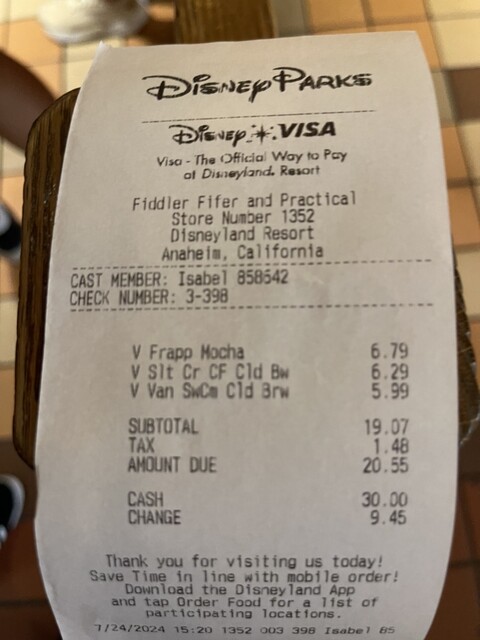 Disney Parks
Disney VISA
Visa - The Official Way to Pay
at Disneyland. Resort
Fiddler Fifer and Practical
Store Number 1352
Disneyland Resort
Anaheim, California
CAST MEMBER: Isabel 858542
CHECK NUMBER: 3-398
V Frapp Mocha 6.79
V Slt Cr CF Cld Bw 6.29
V Van SwCm Cld Brw 5.99
SUBTOTAL 19.07
TAX 1.48
AMOUNT DUE 20.55
CASH 30.00
CHANGE 9.45
Thank you for visiting us today!
Save Time in line with mobile order!
Download the Disneyland App
and tap Order Food for a list of
participating locations.
7/24/2024 15:20 1352 003 398 Isabel 85